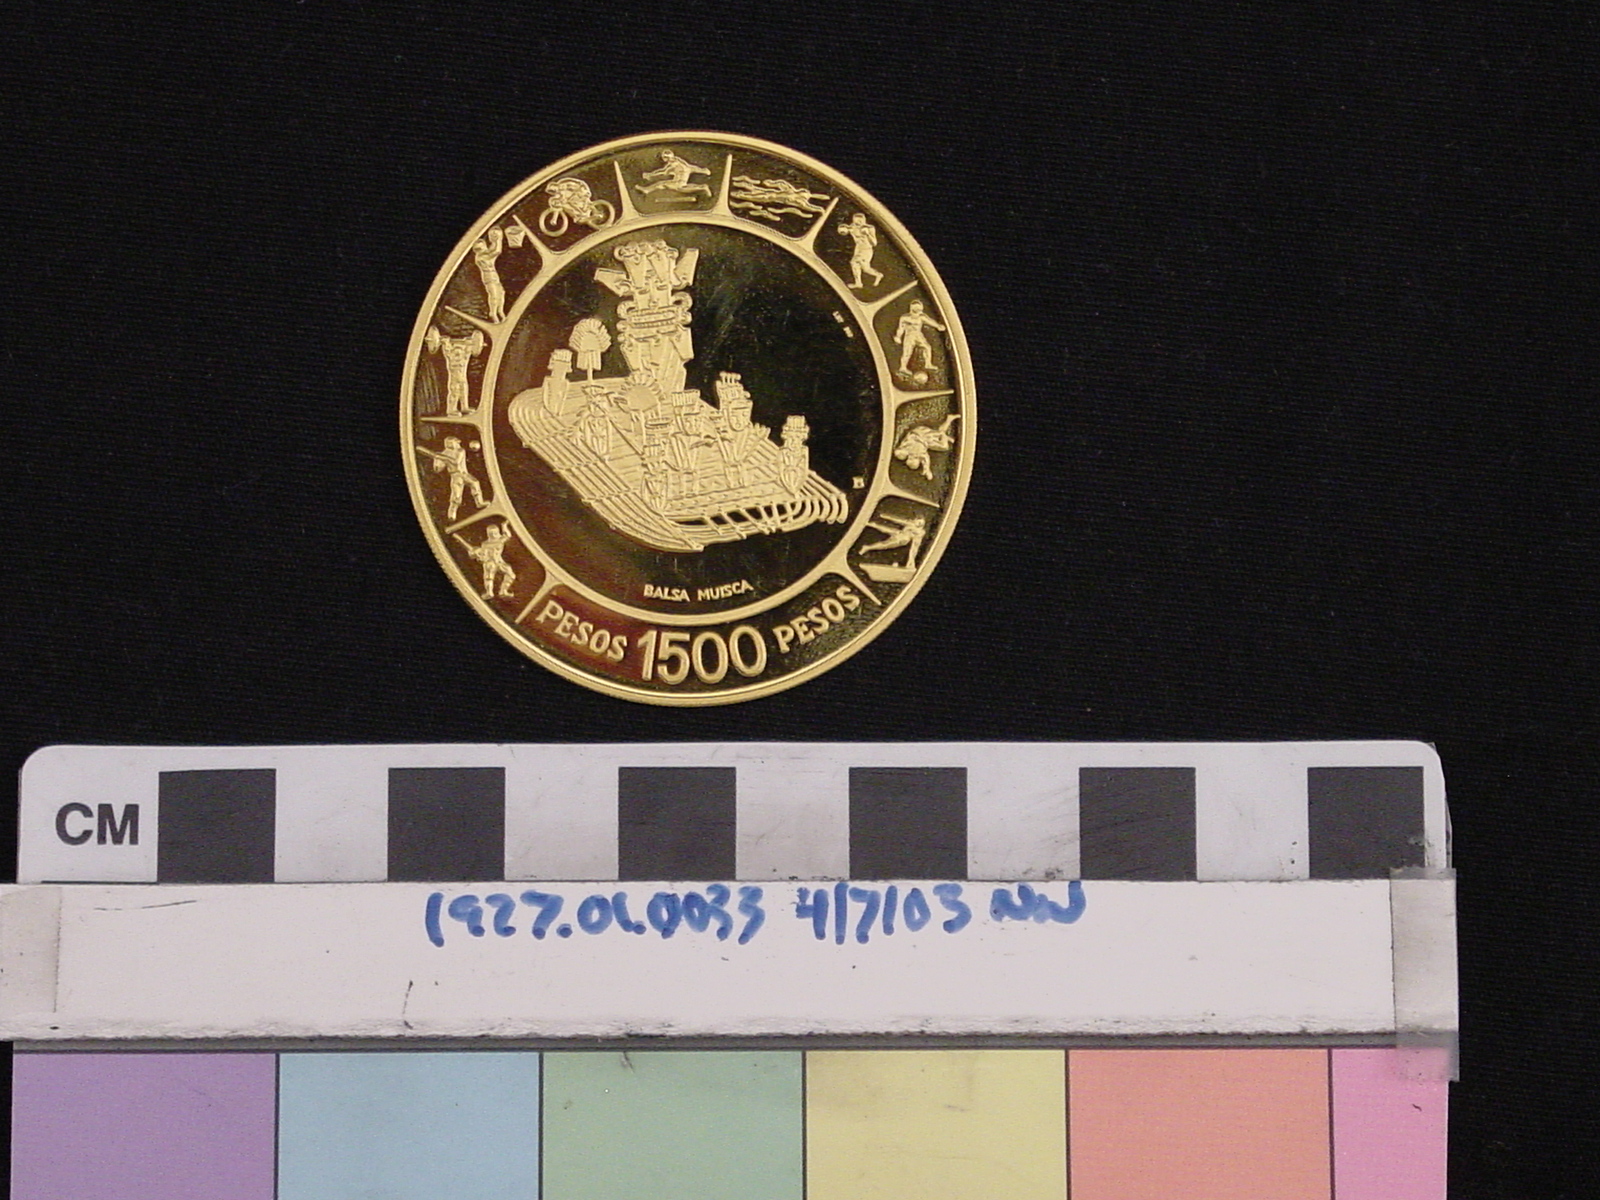 BALSA MUISCA
PESOS 1500 PESOS
B
CM
1927.01.0033 4/7/03 NW